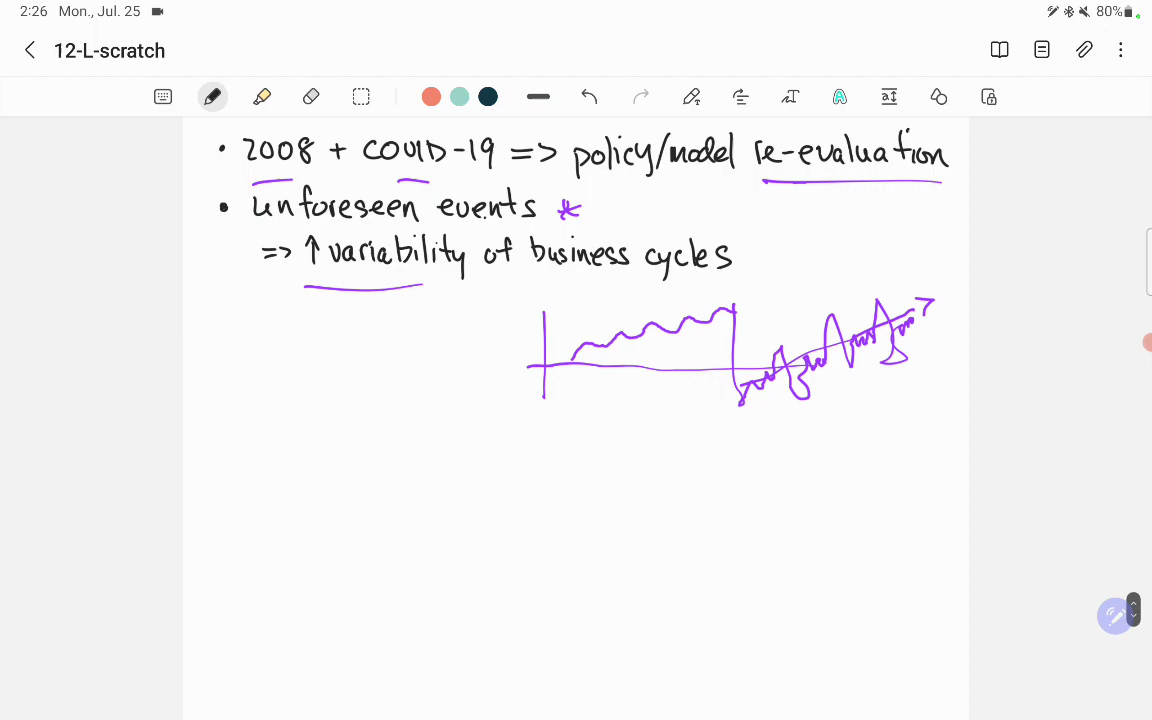 2:26 Mon., Jul. 25
80%
12-L-scratch
• 2008 + COVID-19 => policy/model re-evaluation
• Unforeseen events *
=> ↑ variability of business cycles